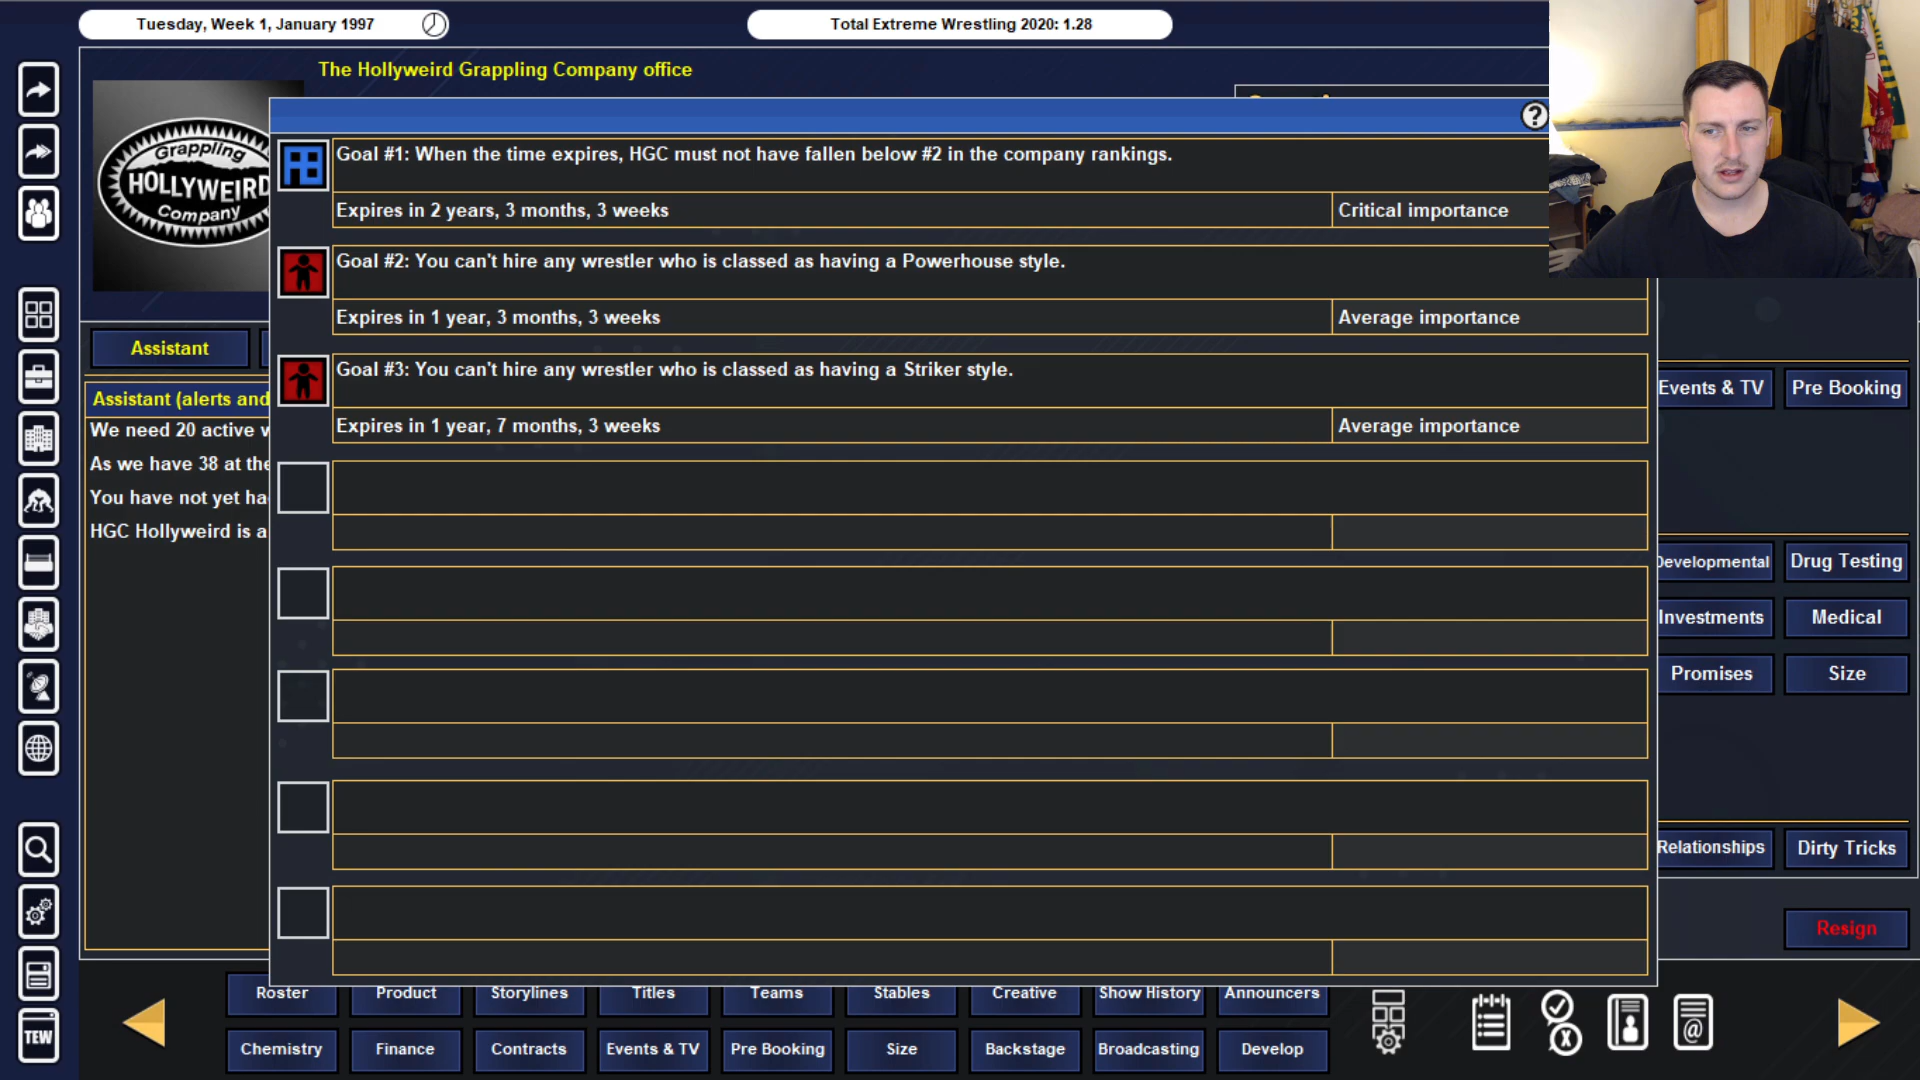 Tuesday, Week 1, January 1997
Total Extreme Wrestling 2020: 1.28
The Hollyweird Grappling Company office
Grappling
HOLLYWEIRD
Company
?
Goal #1: When the time expires, HGC must not have fallen below #2 in the company rankings.
Expires in 2 years, 3 months, 3 weeks
Critical importance
Goal #2: You can't hire any wrestler who is classed as having a Powerhouse style.
Expires in 1 year, 3 months, 3 weeks
Average importance
Goal #3: You can't hire any wrestler who is classed as having a Striker style.
Expires in 1 year, 7 months, 3 weeks
Average importance
Assistant
Assistant (alerts and
We need 20 active
As we have 38 at the
You have not yet ha
HGC Hollyweird is a
Events & TV
Pre Booking
Developmental
Drug Testing
Investments
Medical
Promises
Size
Relationships
Dirty Tricks
Resign
TEW
Roster
Product
Storylines
Titles
Teams
Stables
Creative
Show History
Announcers
Chemistry
Finance
Contracts
Events & TV
Pre Booking
Size
Backstage
Broadcasting
Develop